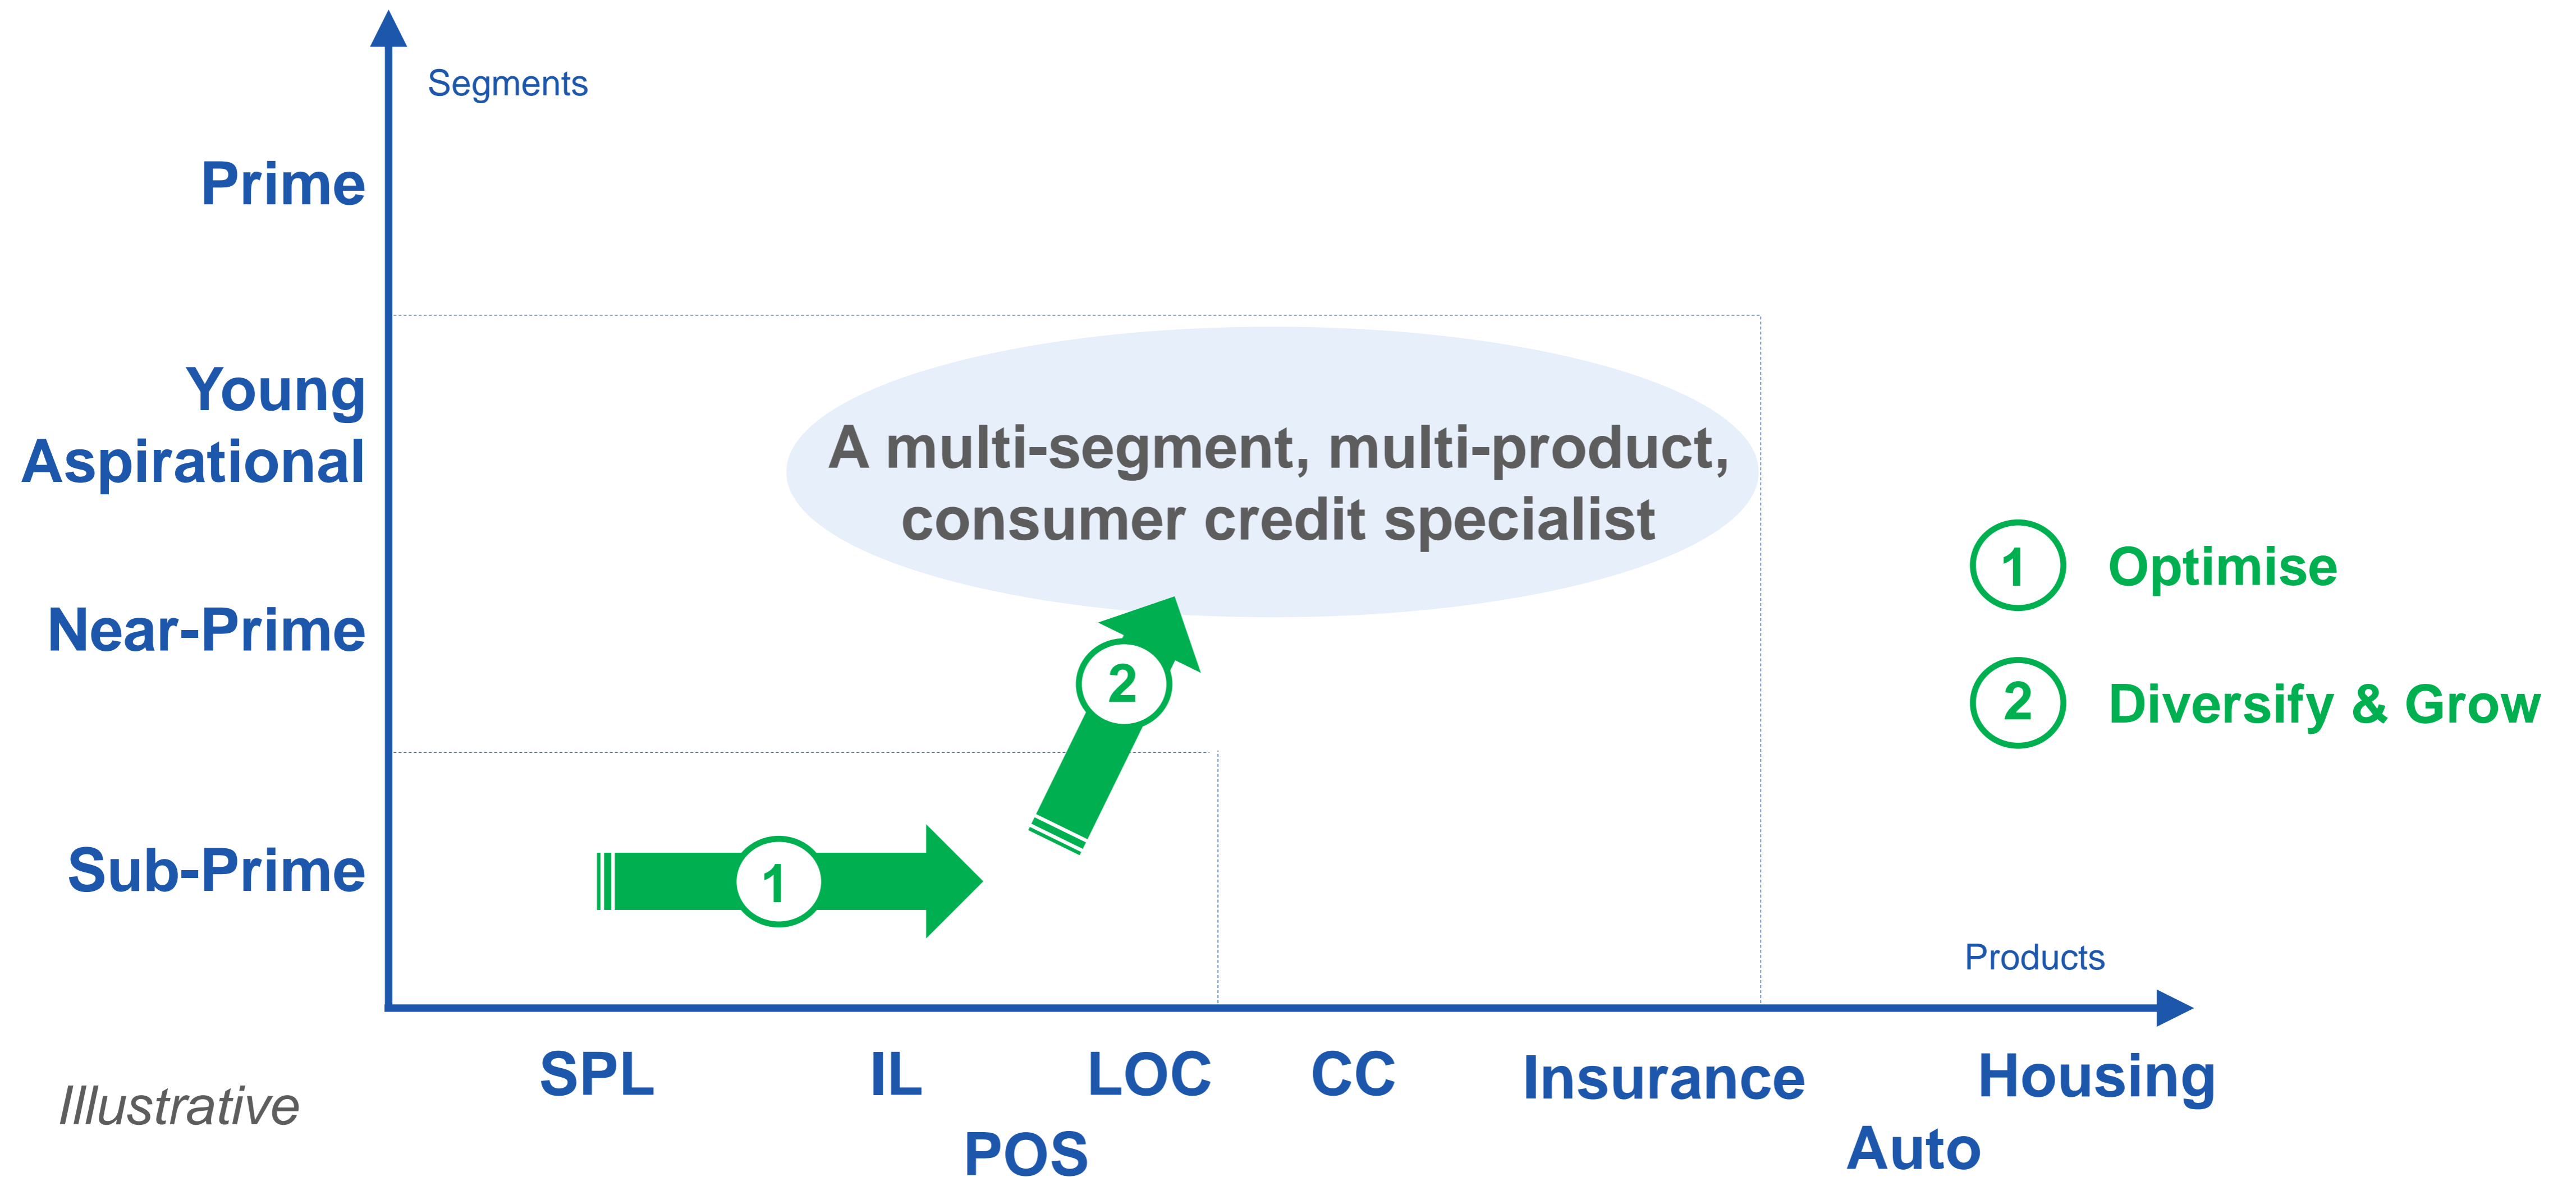 Segments
Prime
Young
Aspirational
A multi-segment, multi-product,
consumer credit specialist
1 Optimise
Near-Prime
2
2 Diversify & Grow
Sub-Prime
1
Products
SPL IL LOC CC Insurance Housing
Illustrative
POS Auto